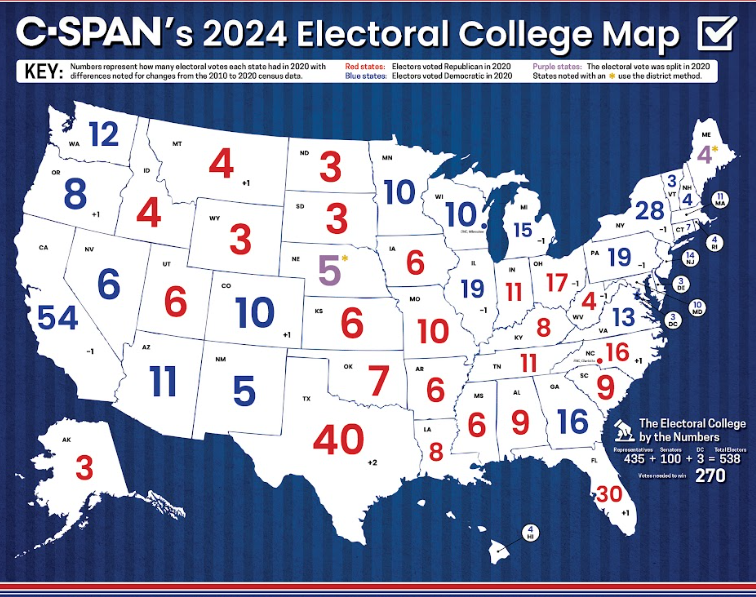 C-SPAN's 2024 Electoral College Map
KEY:
Numbers represent how many electoral votes each state had in 2020 with
differences noted for changes from the 2010 to 2020 census data.
Red states: Electors voted Republican in 2020
Blue states: Electors voted Democratic in 2020
Purple states: The electoral vote was split in 2020
States noted with an * use the district method.
WA 12
OR 8 +1
CA 54 -1
NV 6
ID 4
MT 4 +1
WY 3
UT 6
CO 10 +1
AZ 11
NM 5
ND 3
SD 3
NE 5*
KS 6
OK 7
TX 40 +2
MN 10
IA 6
MO 10
AR 6
LA 8
WI 10
MI 15 -1
IL 19 -1
IN 11
OH 17 -1
KY 8
TN 11
MS 6
AL 9
GA 16
FL 30 +1
SC 9
NC 16 +1
VA 13
WV 4 -1
PA 19 -1
NY 28 -1
VT 3
NH 4
ME 4*
11 MA
4 RI
CT 7
14 NJ
3 DE
10 MD
3 DC
AK 3
4 HI
The Electoral College
by the Numbers
Representatives Senators DC Total Electors
435 + 100 + 3 = 538
Votes needed to win 270